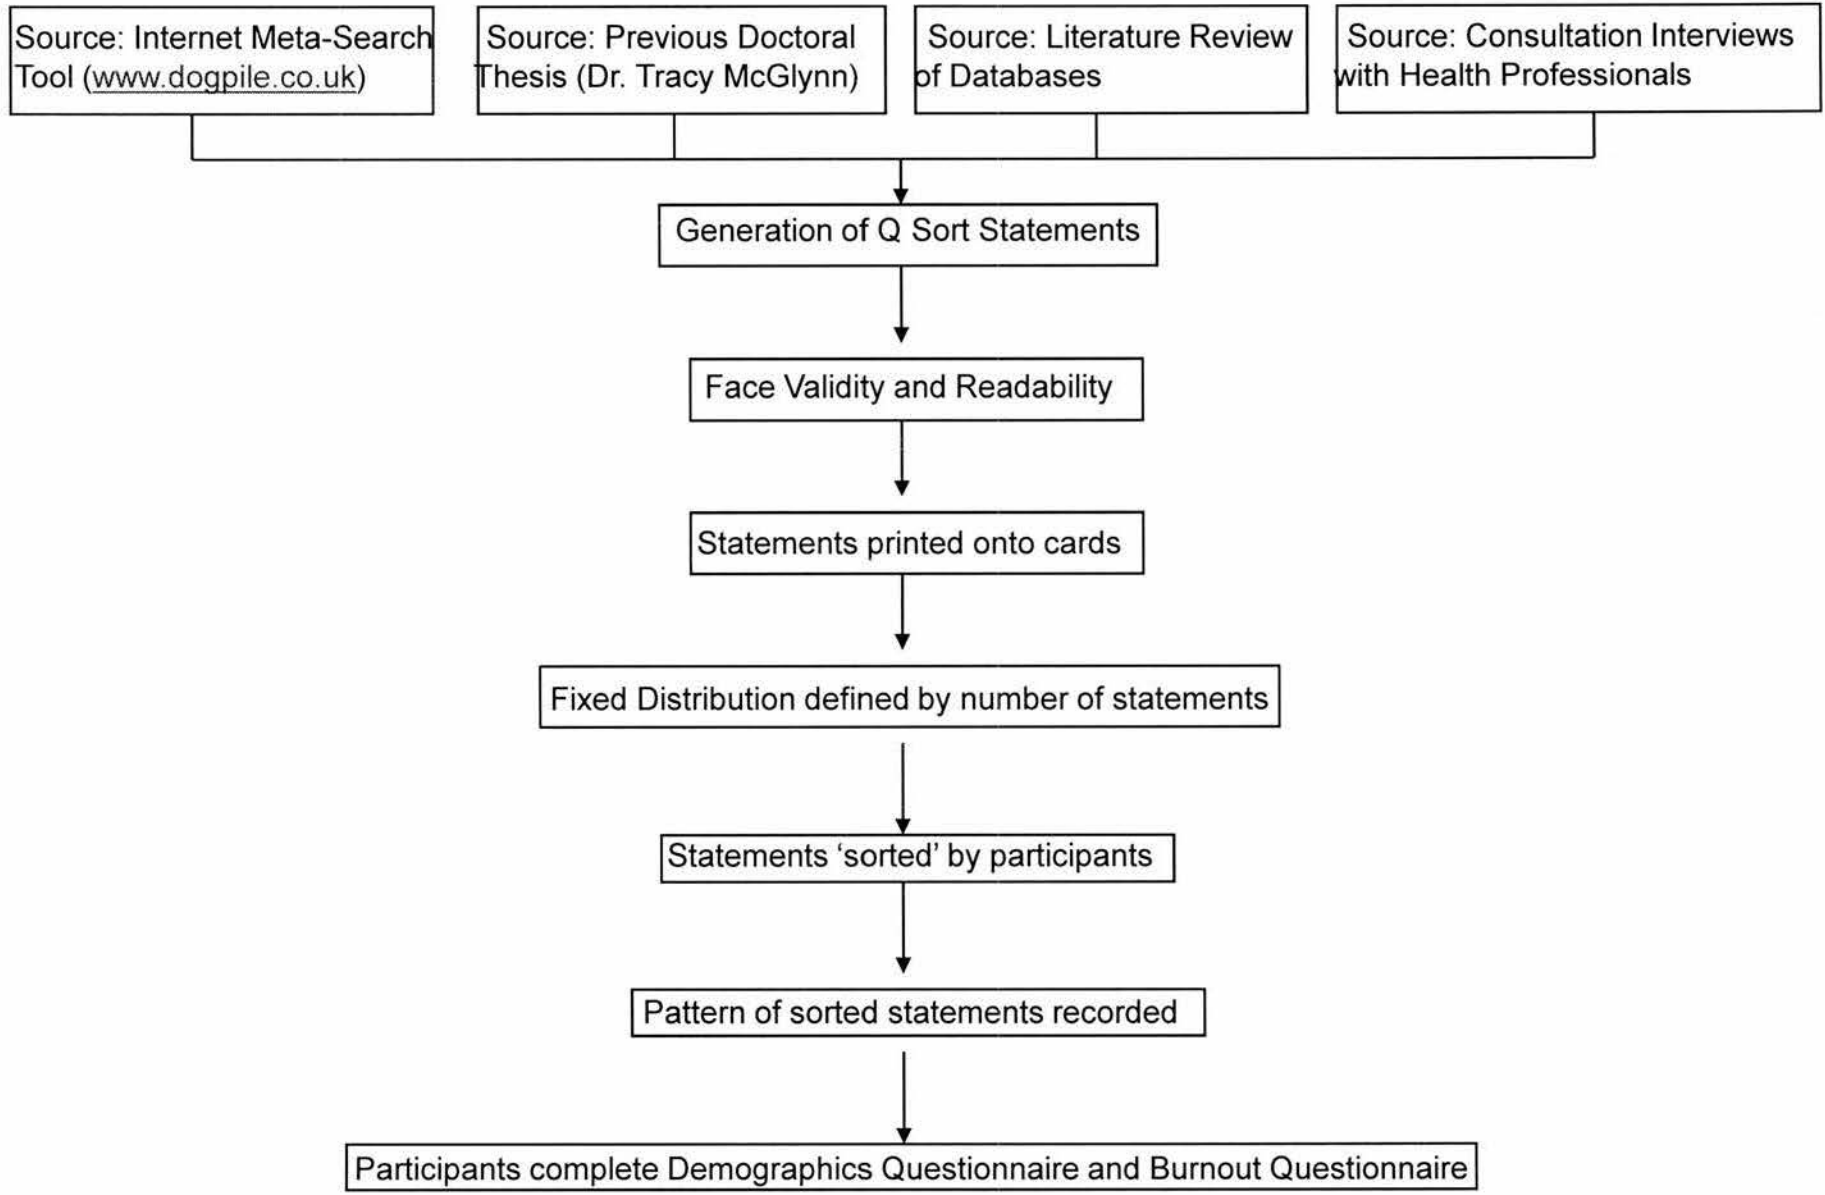 Source: Internet Meta-Search
Tool (www.dogpile.co.uk)
Source: Previous Doctoral
Thesis (Dr. Tracy McGlynn)
Source: Literature Review
of Databases
Source: Consultation Interviews
with Health Professionals
Generation of Q Sort Statements
Face Validity and Readability
Statements printed onto cards
Fixed Distribution defined by number of statements
Statements ‘sorted’ by participants
Pattern of sorted statements recorded
Participants complete Demographics Questionnaire and Burnout Questionnaire